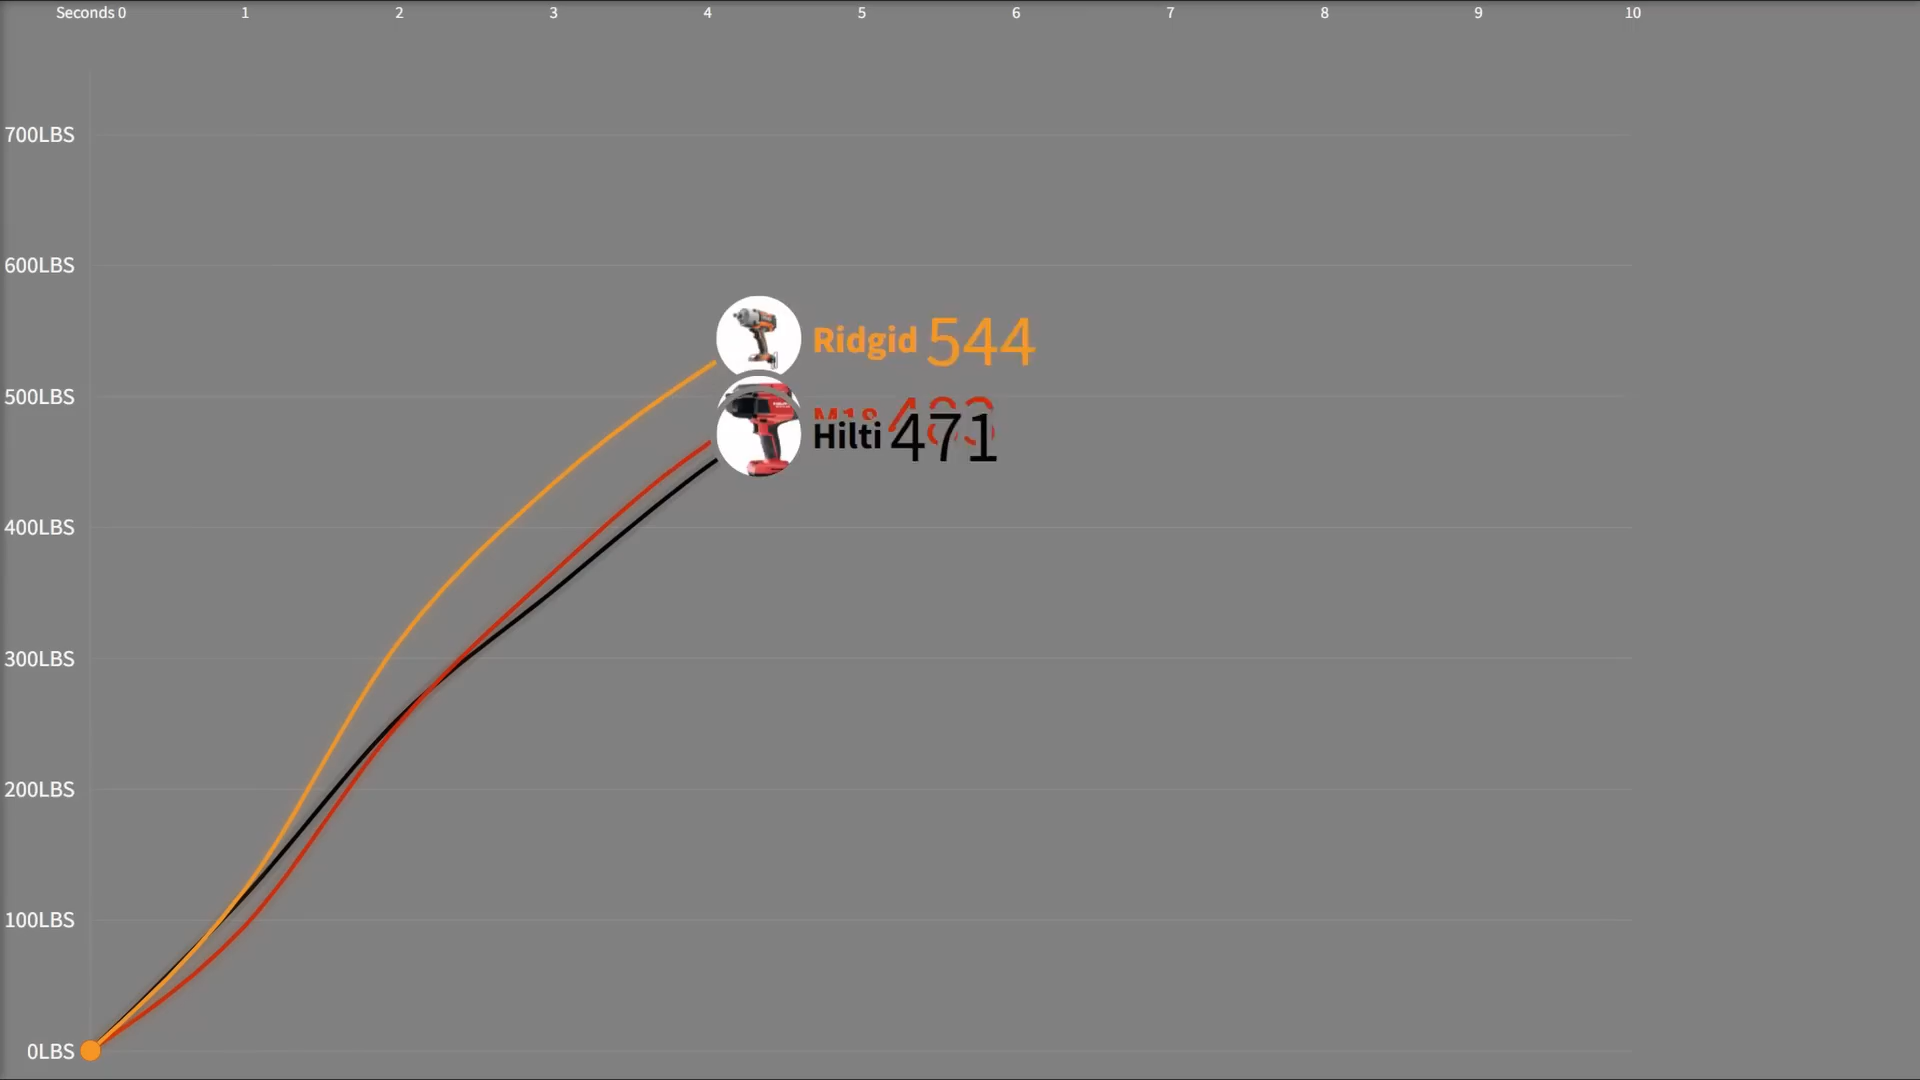 Seconds 0 1 2 3 4 5 6 7 8 9 10
700LBS
600LBS
Ridgid 544
500LBS
M18
Hilti 471
400LBS
300LBS
200LBS
100LBS
0LBS